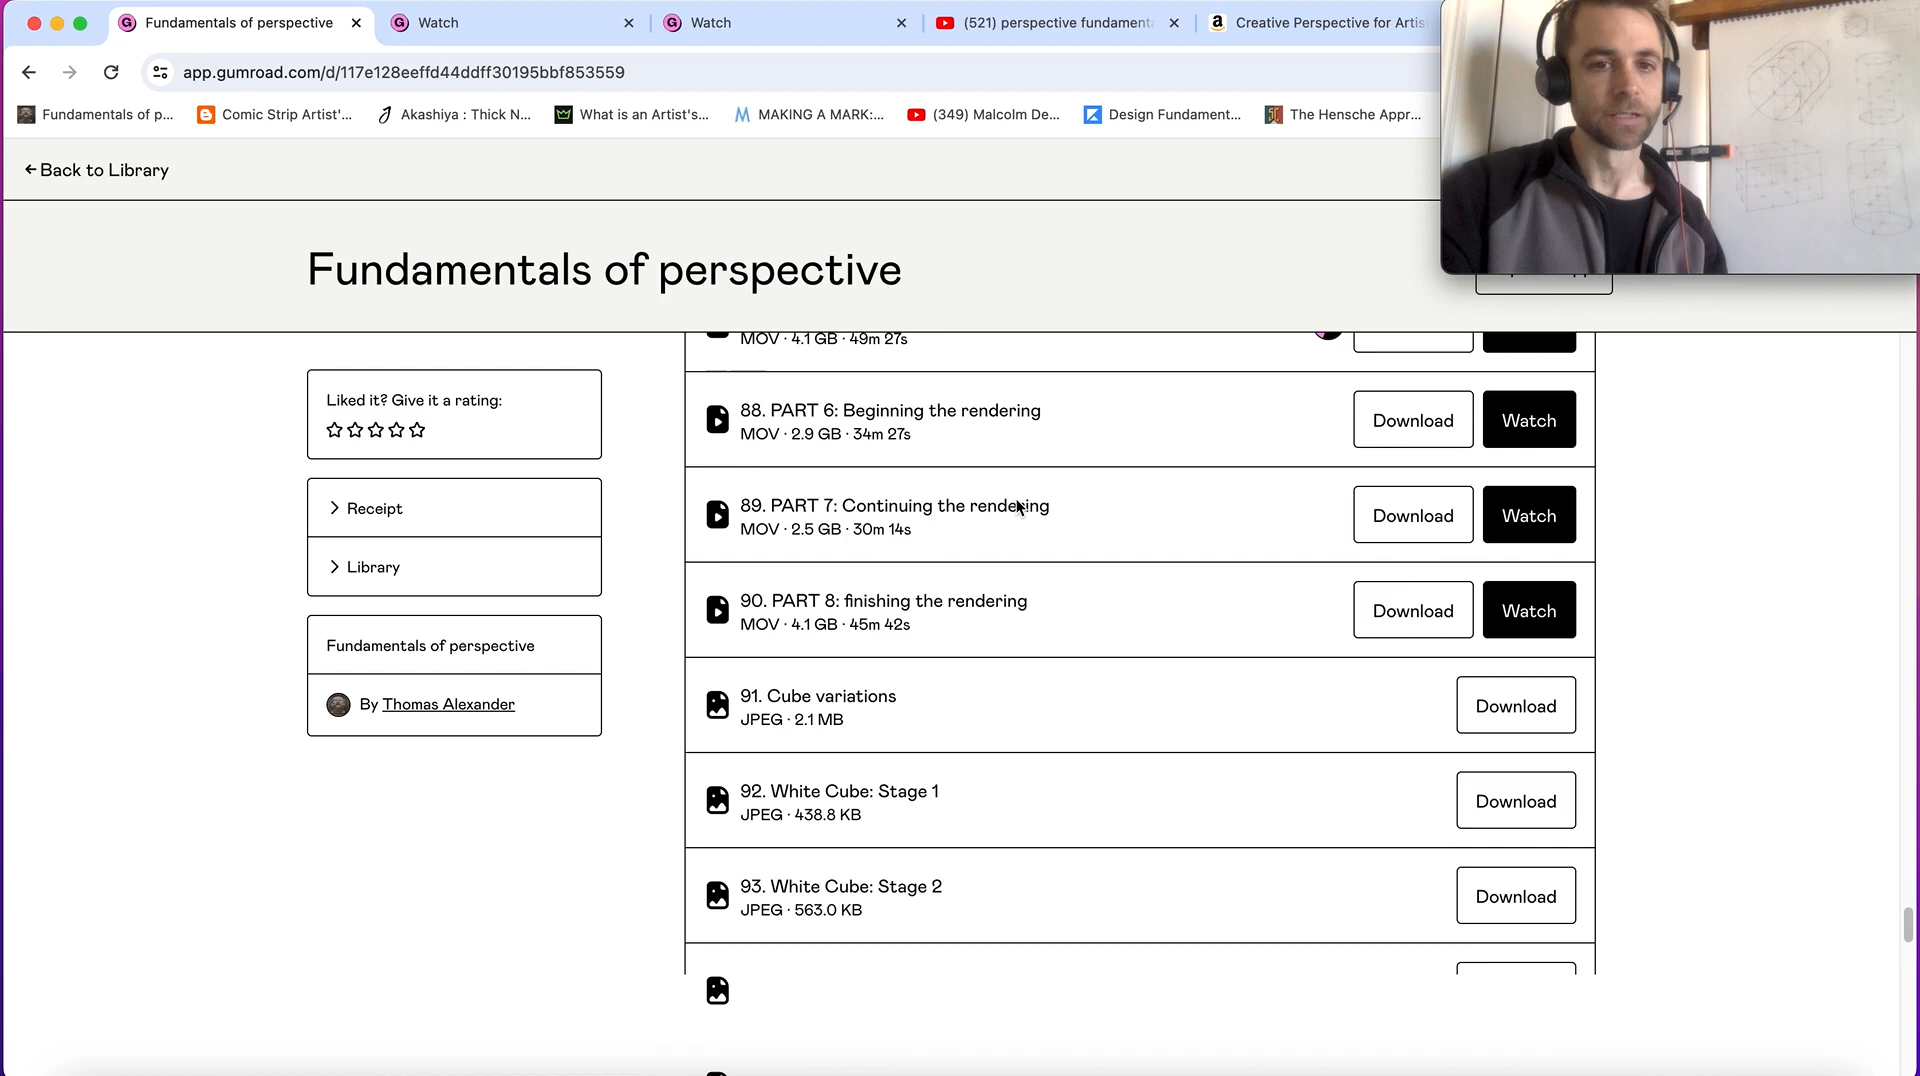 Fundamentals of perspective
Watch
Watch
(521) perspective fundament
Creative Perspective for Artis
app.gumroad.com/d/117e128eeffd44ddff30195bbf853559
Fundamentals of p...
Comic Strip Artist'...
Akashiya : Thick N...
What is an Artist's...
MAKING A MARK:...
(349) Malcolm De...
Design Fundament...
The Hensche Appr...
Back to Library
Fundamentals of perspective
MOV · 4.1 GB · 49m 27s
Liked it? Give it a rating:
Receipt
Library
Fundamentals of perspective
By Thomas Alexander
88. PART 6: Beginning the rendering
MOV · 2.9 GB · 34m 27s
Download
Watch
89. PART 7: Continuing the rendering
MOV · 2.5 GB · 30m 14s
Download
Watch
90. PART 8: finishing the rendering
MOV · 4.1 GB · 45m 42s
Download
Watch
91. Cube variations
JPEG · 2.1 MB
Download
92. White Cube: Stage 1
JPEG · 438.8 KB
Download
93. White Cube: Stage 2
JPEG · 563.0 KB
Download